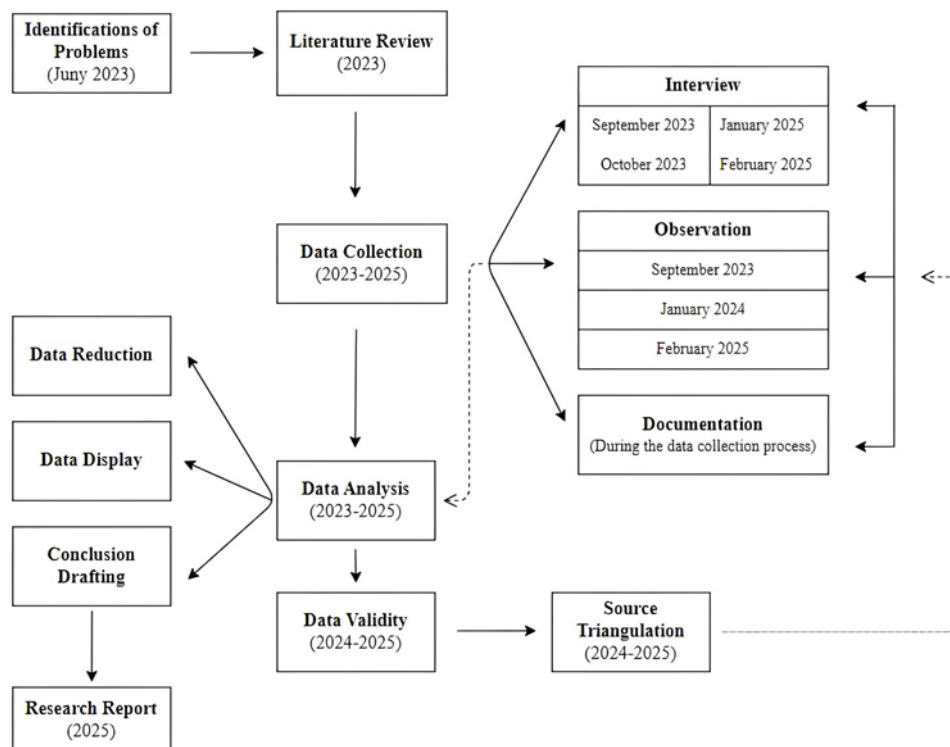 Identifications of
Problems
(Juny 2023)
Literature Review
(2023)
Interview
September 2023
January 2025
October 2023
February 2025
Data Collection
(2023-2025)
Observation
September 2023
January 2024
February 2025
Data Reduction
Data Display
Conclusion
Drafting
Documentation
(During the data collection process)
Data Analysis
(2023-2025)
Data Validity
(2024-2025)
Source
Triangulation
(2024-2025)
Research Report
(2025)